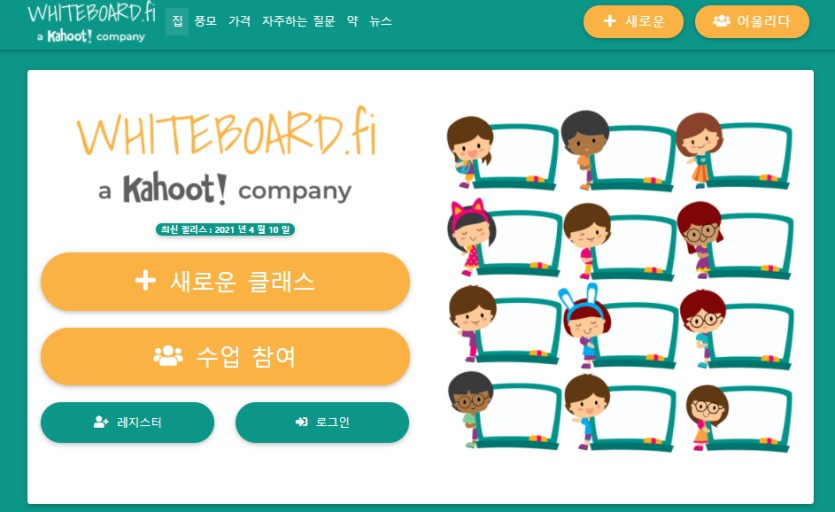 WHITEBOARD.fi
a Kahoot! company
집 풍모 가격 자주하는 질문 약 뉴스
새로운
어울리다
WHITEBOARD.fi
a Kahoot! company
최신 릴리스 : 2021 년 4 월 10 일
새로운 클래스
수업 참여
레지스터
로그인